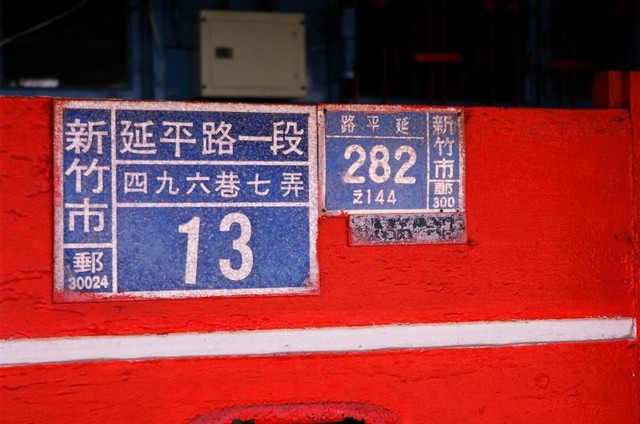 新竹市
郵
30024
延平路一段
四九六巷七弄
13
路平延
282
之144
新竹市
郵
300